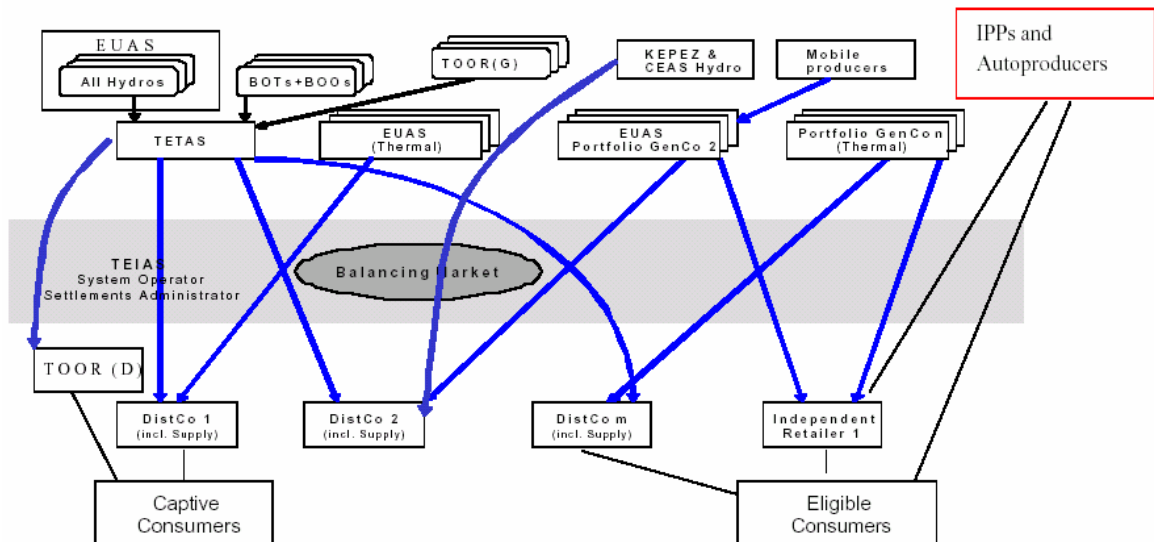 EUAS
All Hydros
BOTs+BOOs
TOOR(G)
KEPEZ &
CEAS Hydro
Mobile
producers
IPPs and
Autoproducers
TETAS
EUAS
(Thermal)
EUAS
Portfolio GenCo 2
Portfolio GenCon
(Thermal)
TEIAS
System Operator
Settlements Administrator
Balancing Market
TOOR (D)
DistCo 1
(incl. Supply)
DistCo 2
(incl. Supply)
DistCo m
(incl. Supply)
Independent
Retailer 1
Captive
Consumers
Eligible
Consumers